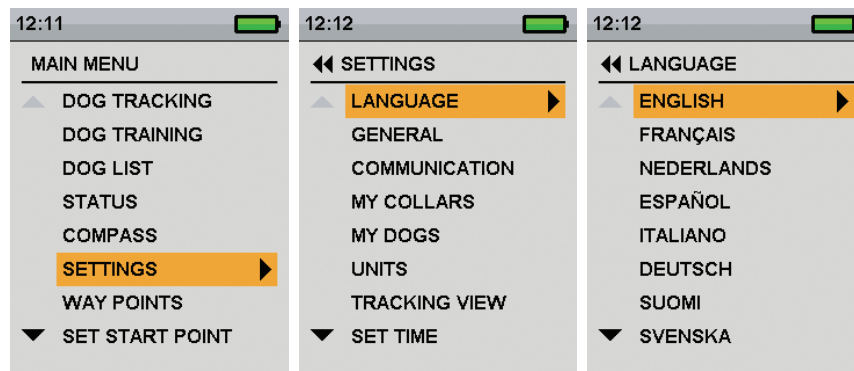 12:11
MAIN MENU
DOG TRACKING
DOG TRAINING
DOG LIST
STATUS
COMPASS
SETTINGS
WAY POINTS
SET START POINT
12:12
SETTINGS
LANGUAGE
GENERAL
COMMUNICATION
MY COLLARS
MY DOGS
UNITS
TRACKING VIEW
SET TIME
12:12
LANGUAGE
ENGLISH
FRANÇAIS
NEDERLANDS
ESPAÑOL
ITALIANO
DEUTSCH
SUOMI
SVENSKA